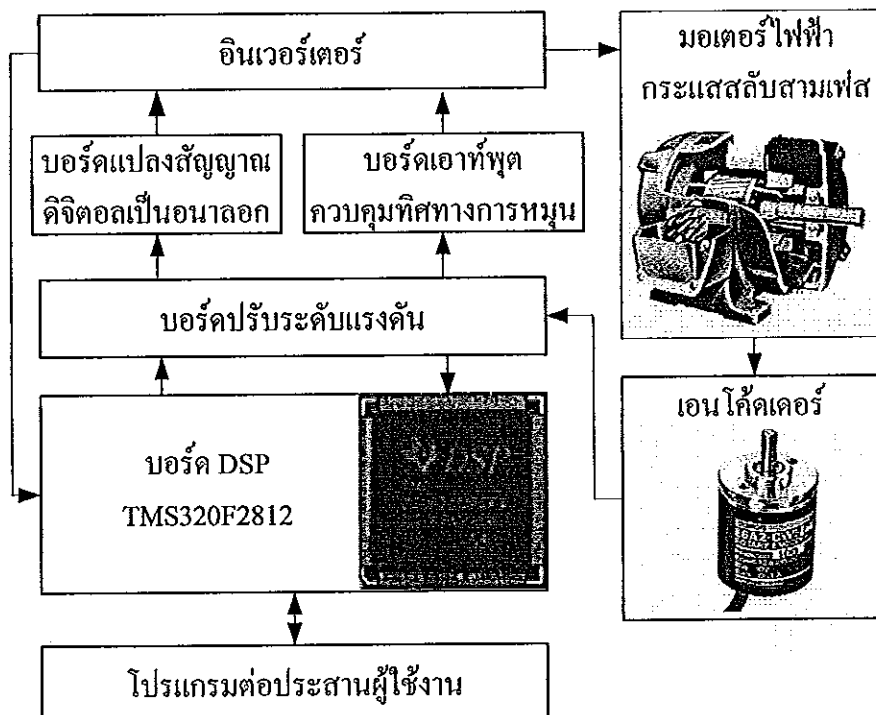 อินเวอร์เตอร์
มอเตอร์ไฟฟ้า
กระแสสลับสามเฟส
บอร์ดแปลงสัญญาณ
ดิจิตอลเป็นอนาลอก
บอร์ดเอาท์พุต
ควบคุมทิศทางการหมุน
บอร์ดปรับระดับแรงดัน
เอนโค้ดเดอร์
บอร์ด DSP
TMS320F2812
DSP
โปรแกรมต่อประสานผู้ใช้งาน